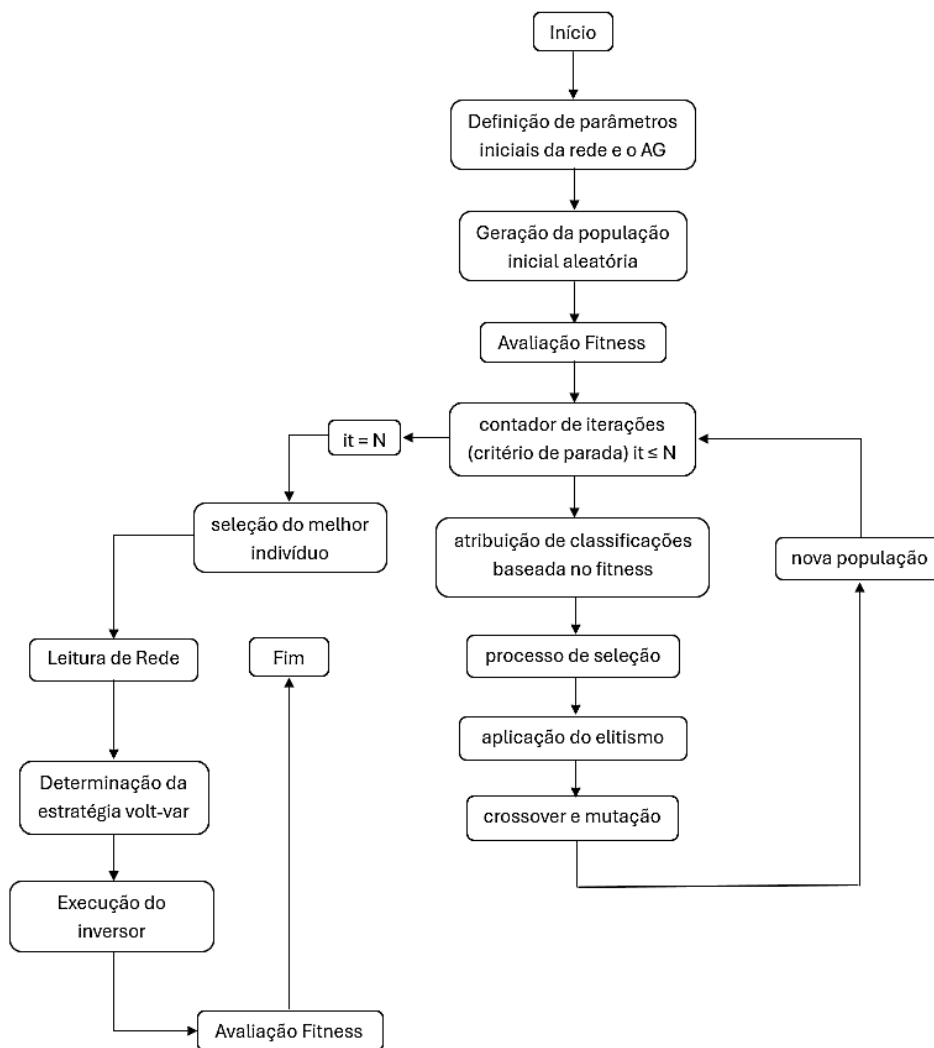 Início
Definição de parâmetros
iniciais da rede e o AG
Geração da população
inicial aleatória
Avaliação Fitness
contador de iterações
(critério de parada) it ≤ N
it = N
seleção do melhor
indivíduo
atribuição de classificações
baseada no fitness
nova população
Leitura de Rede
Fim
processo de seleção
aplicação do elitismo
Determinação da
estratégia volt-var
crossover e mutação
Execução do
inversor
Avaliação Fitness